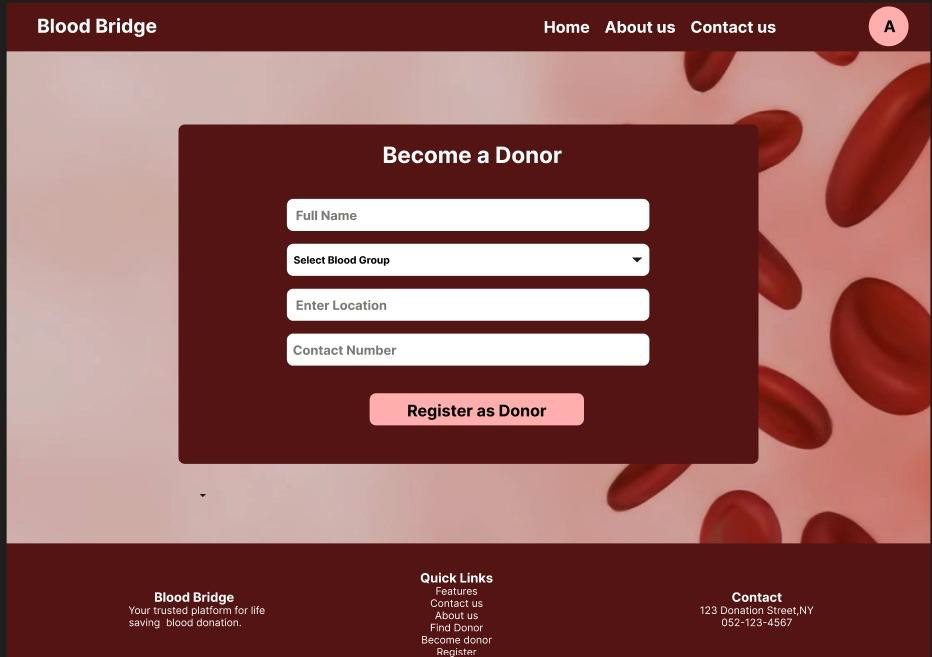 Blood Bridge
Home About us Contact us
A
Become a Donor
Full Name
Select Blood Group
Enter Location
Contact Number
Register as Donor
Blood Bridge
Your trusted platform for life
saving blood donation.
Quick Links
Features
Contact us
About us
Find Donor
Become donor
Register
Contact
123 Donation Street,NY
052-123-4567